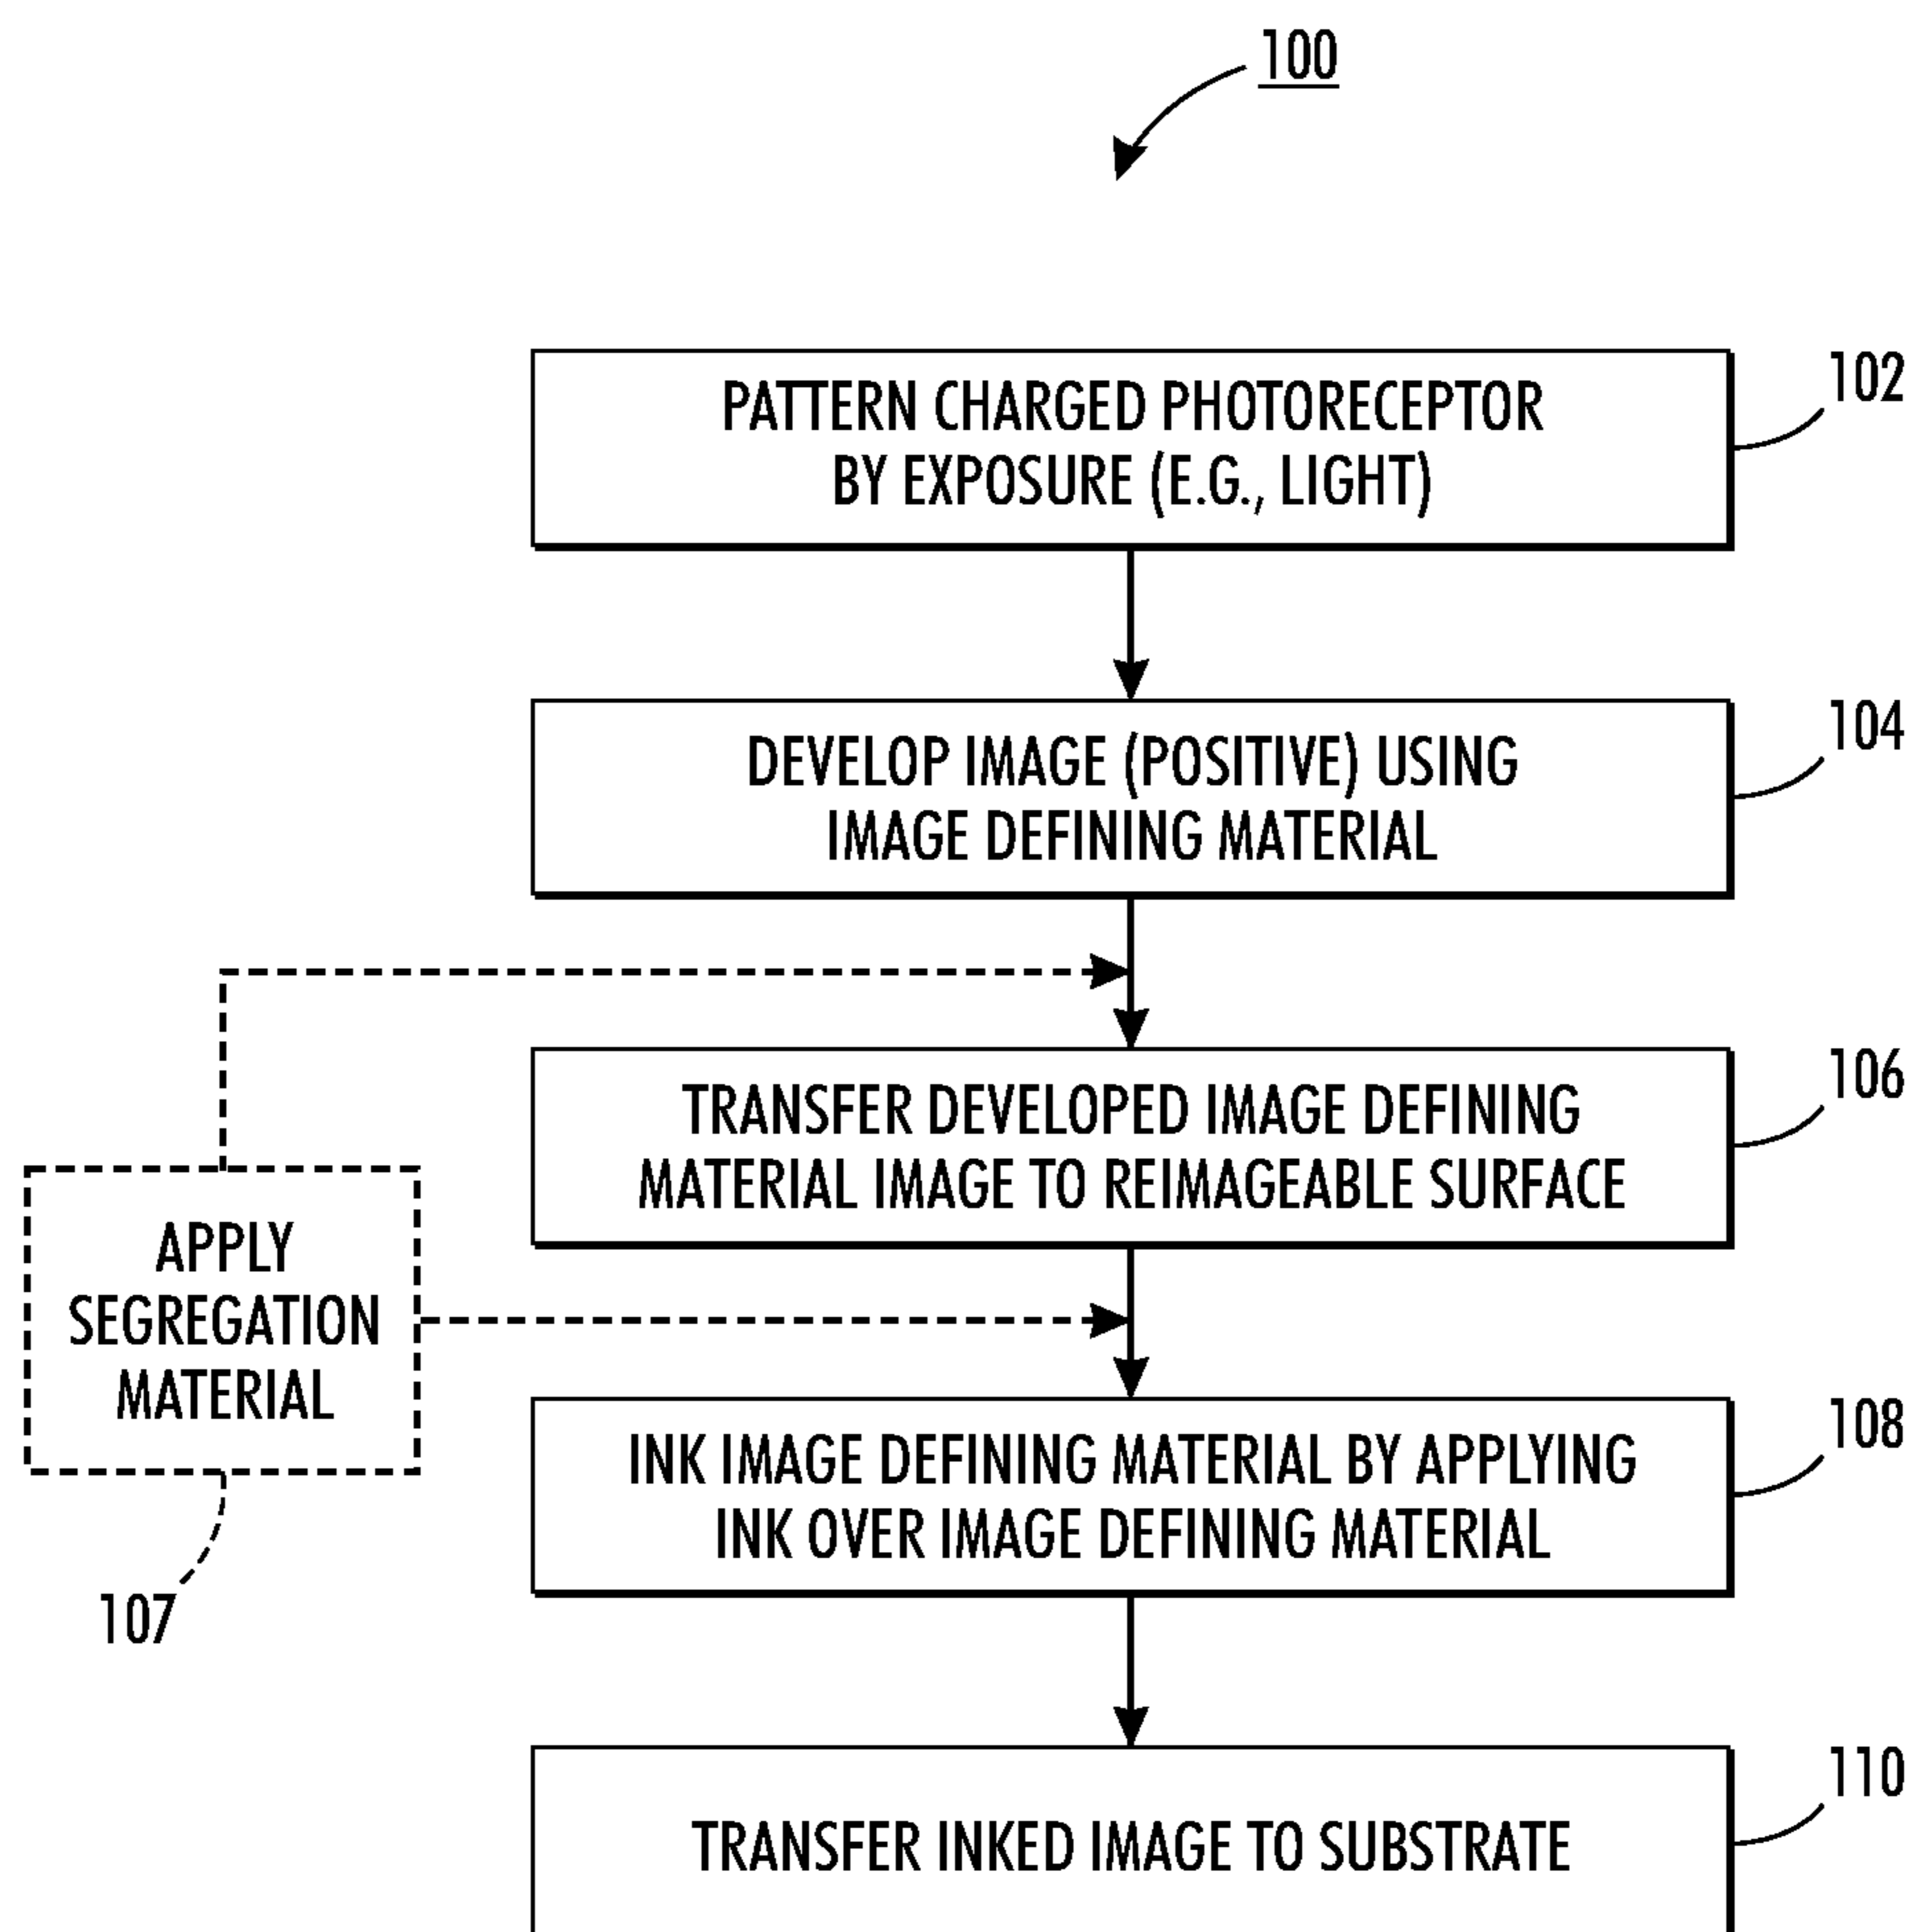 100
PATTERN CHARGED PHOTORECEPTOR
BY EXPOSURE (E.G., LIGHT)
102
DEVELOP IMAGE (POSITIVE) USING
IMAGE DEFINING MATERIAL
104
TRANSFER DEVELOPED IMAGE DEFINING
MATERIAL IMAGE TO REIMAGEABLE SURFACE
106
APPLY
SEGREGATION
MATERIAL
107
INK IMAGE DEFINING MATERIAL BY APPLYING
INK OVER IMAGE DEFINING MATERIAL
108
TRANSFER INKED IMAGE TO SUBSTRATE
110